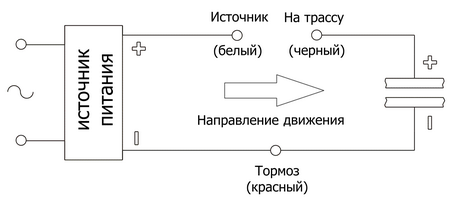 источник
питания
+
–
Источник
(белый)
На трассу
(черный)
Направление движения
+
–
Тормоз
(красный)